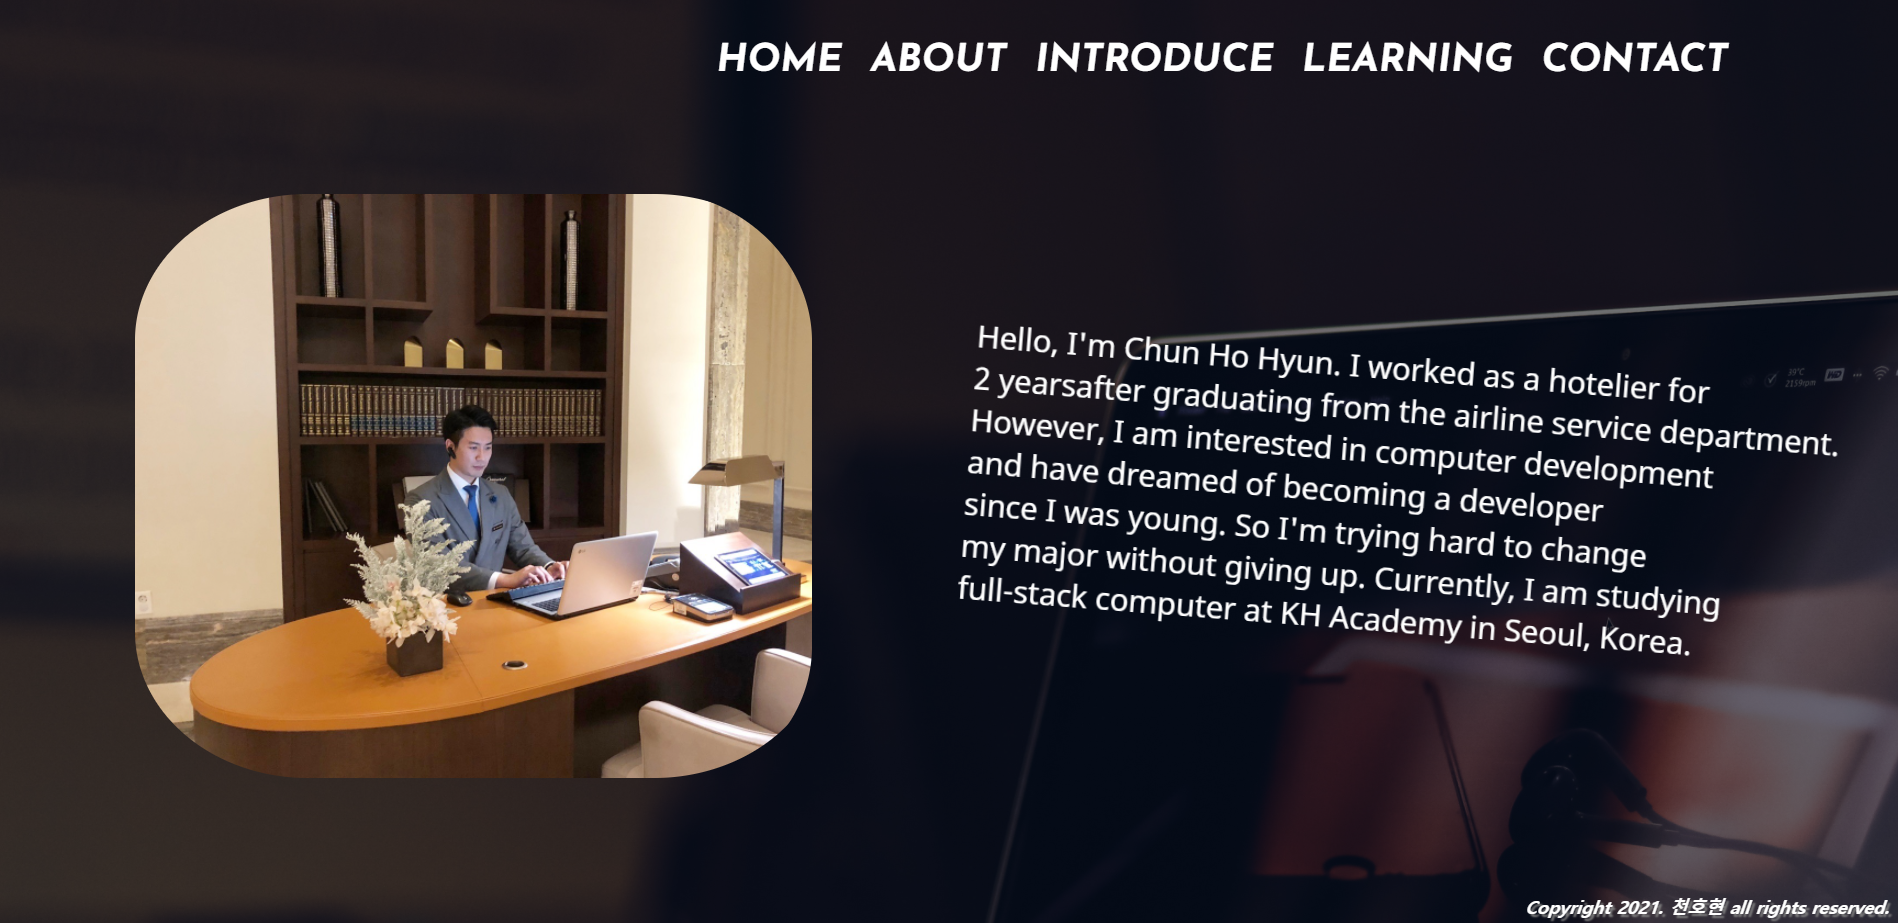 HOME ABOUT INTRODUCE LEARNING CONTACT
39°C
2159rpm
HD
Hello, I'm Chun Ho Hyun. I worked as a hotelier for
2 yearsafter graduating from the airline service department.
However, I am interested in computer development
and have dreamed of becoming a developer
since I was young. So I'm trying hard to change
my major without giving up. Currently, I am studying
full-stack computer at KH Academy in Seoul, Korea.
Copyright 2021. 천호현 all rights reserved.